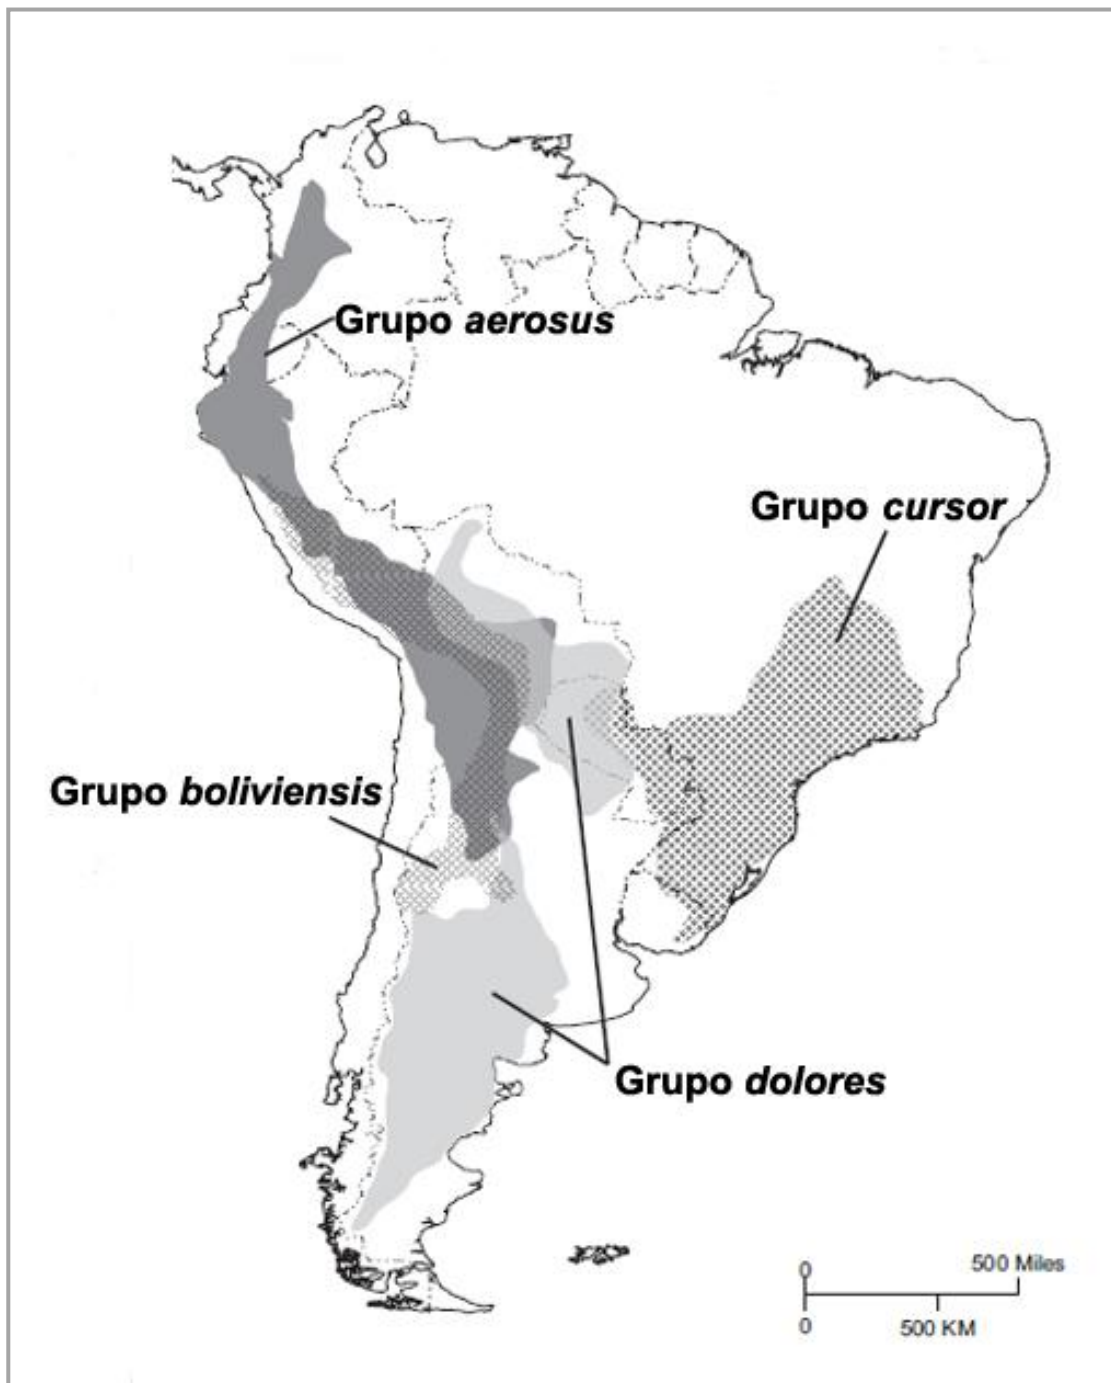 Grupo aerosus
Grupo cursor
Grupo boliviensis
Grupo dolores
0 500 Miles
0 500 KM